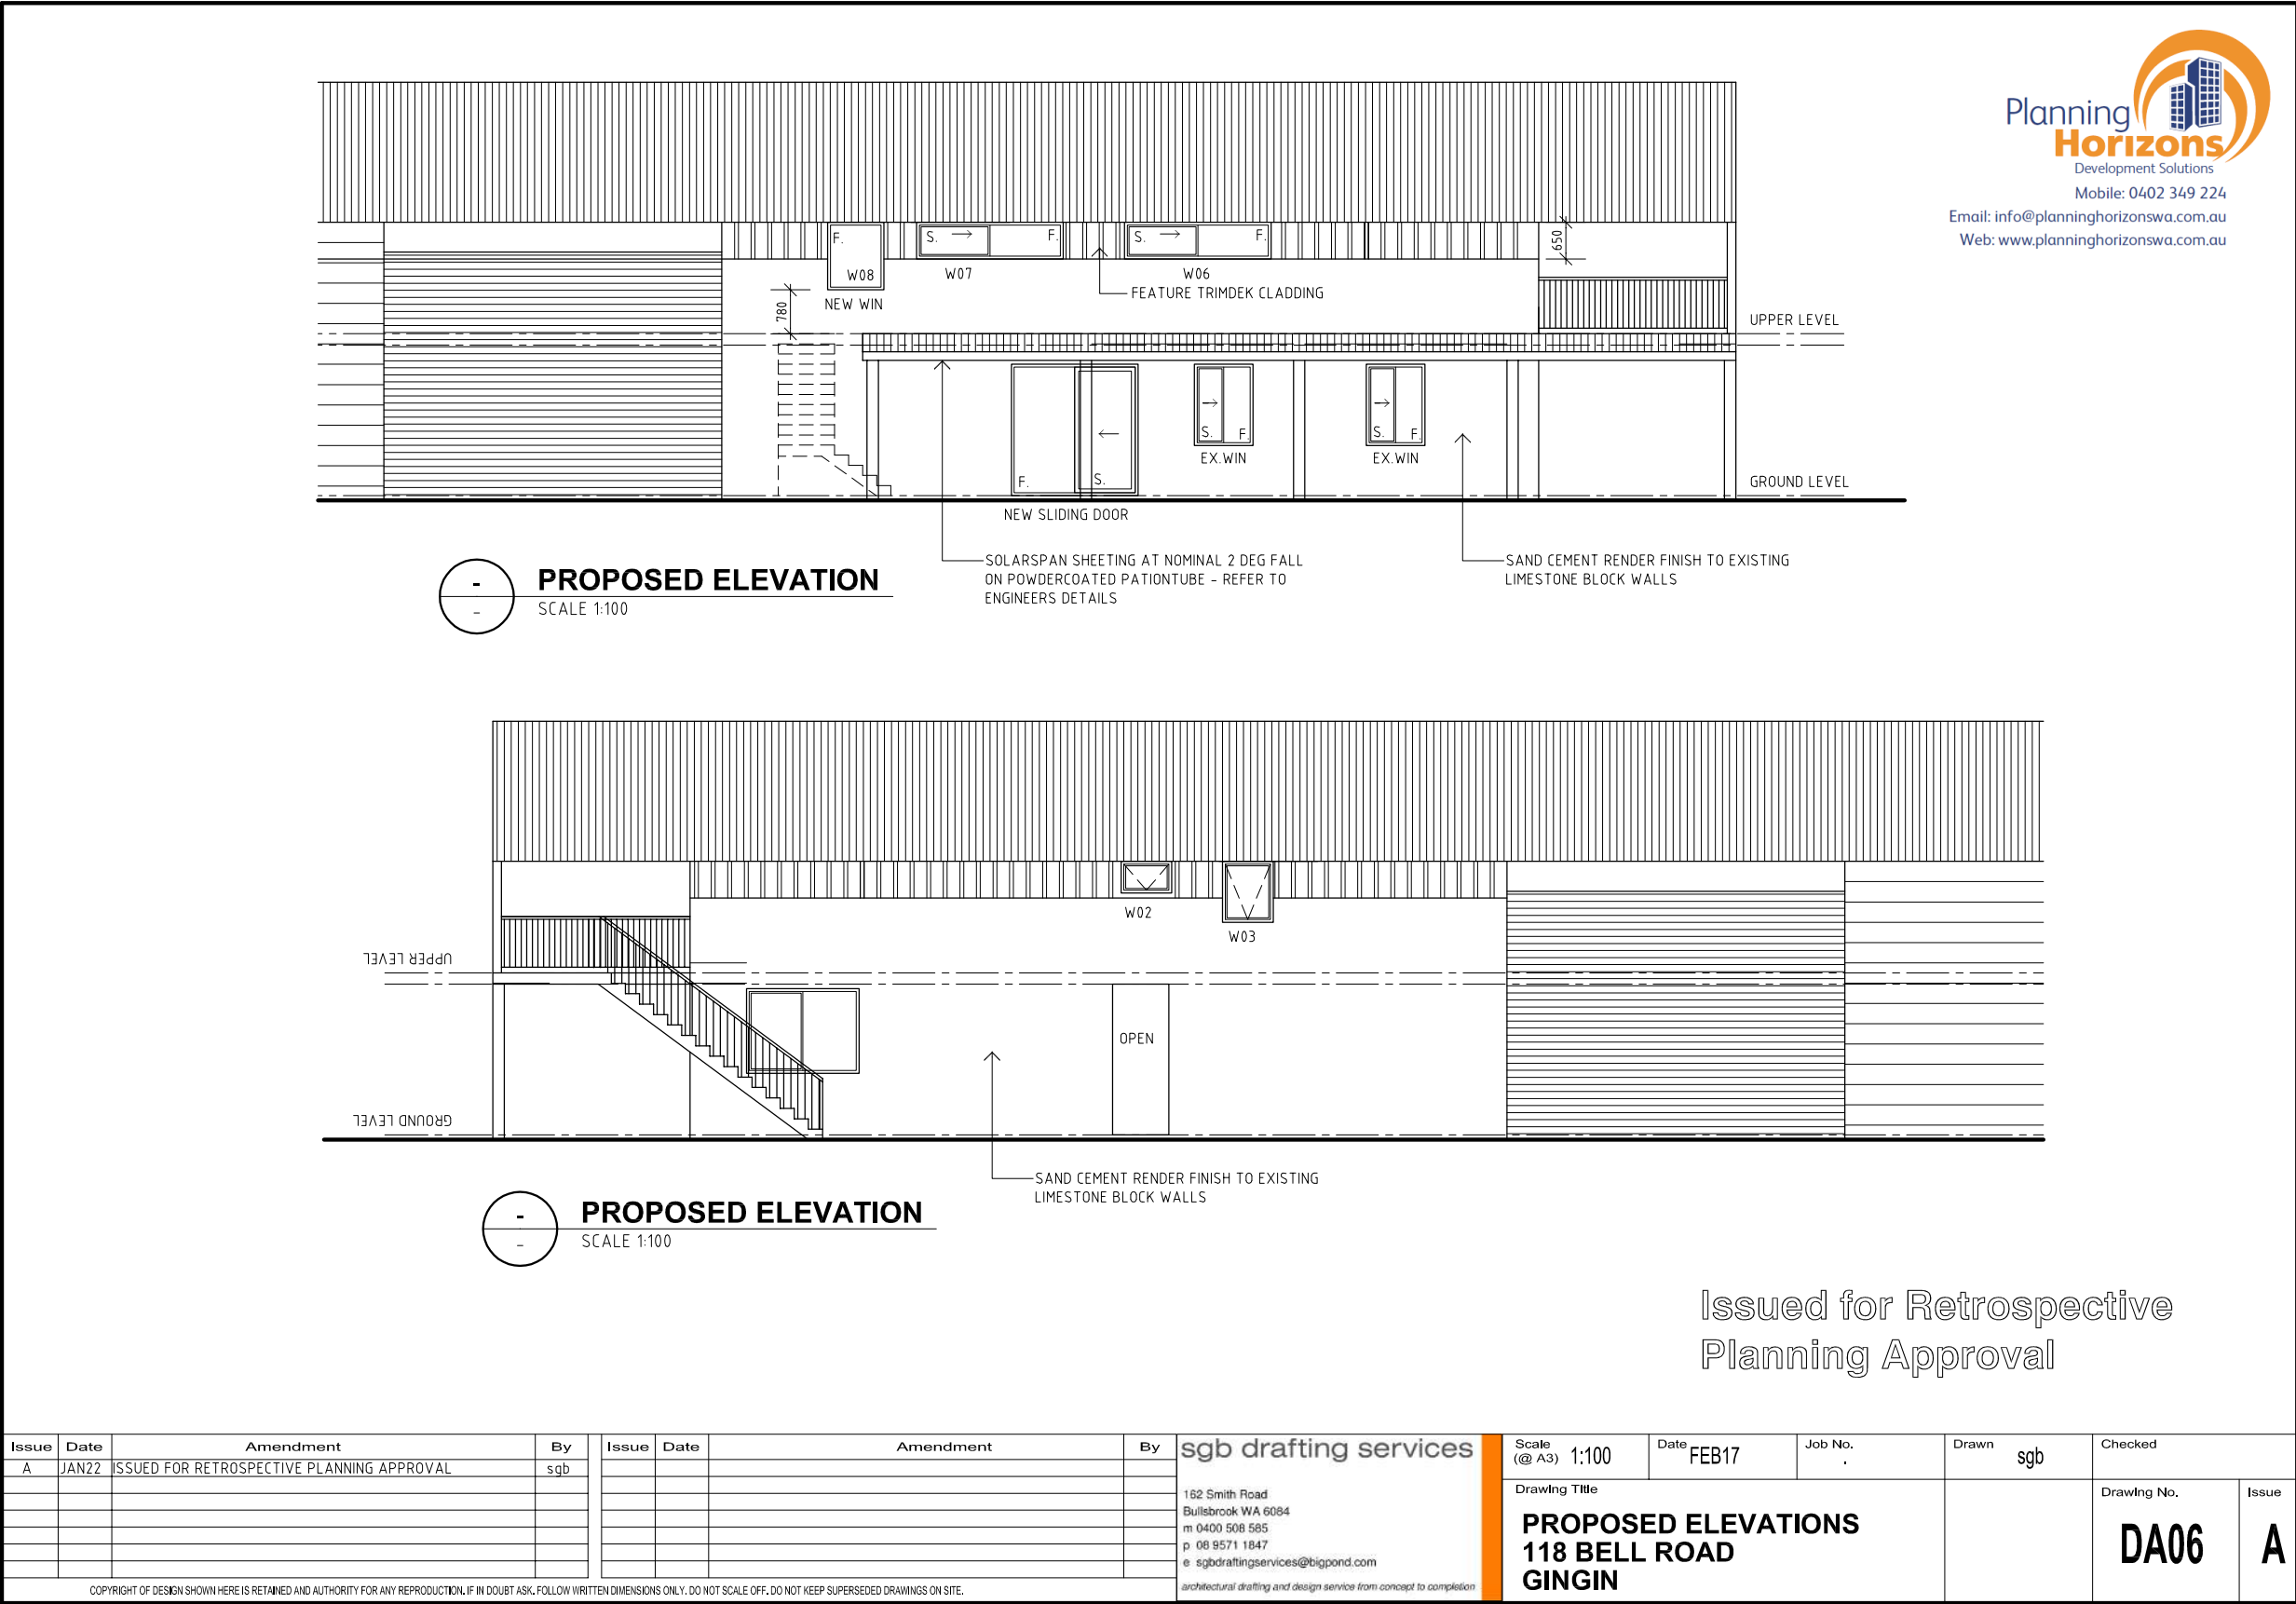 Planning
Horizons
Development Solutions
Mobile: 0402 349 224
Email: info@planninghorizonswa.com.au
Web: www.planninghorizonswa.com.au
F.
S.
F.
S.
F.
650
W08
W07
W06
NEW WIN
FEATURE TRIMDEK CLADDING
780
UPPER LEVEL
S.
F.
S.
F.
EX.WIN
EX.WIN
F.
S.
GROUND LEVEL
NEW SLIDING DOOR
SOLARSPAN SHEETING AT NOMINAL 2 DEG FALL
ON POWDERCOATED PATIONTUBE - REFER TO
ENGINEERS DETAILS
SAND CEMENT RENDER FINISH TO EXISTING
LIMESTONE BLOCK WALLS
-
PROPOSED ELEVATION
-
SCALE 1:100
W02
W03
UPPER LEVEL
OPEN
GROUND LEVEL
SAND CEMENT RENDER FINISH TO EXISTING
LIMESTONE BLOCK WALLS
-
PROPOSED ELEVATION
-
SCALE 1:100
Issued for Retrospective
Planning Approval
Issue Date Amendment By Issue Date Amendment By
A JAN22 ISSUED FOR RETROSPECTIVE PLANNING APPROVAL sgb
COPYRIGHT OF DESIGN SHOWN HERE IS RETAINED AND AUTHORITY FOR ANY REPRODUCTION. IF IN DOUBT ASK. FOLLOW WRITTEN DIMENSIONS ONLY. DO NOT SCALE OFF. DO NOT KEEP SUPERSEDED DRAWINGS ON SITE.
sgb drafting services
162 Smith Road
Bullsbrook WA 6084
m 0400 508 585
p 08 9571 1847
e sgbdraftingservices@bigpond.com
architectural drafting and design service from concept to completion
Scale (@ A3) 1:100
Date FEB17
Job No. .
Drawn sgb
Checked
Drawing Title
PROPOSED ELEVATIONS
118 BELL ROAD
GINGIN
Drawing No.
DA06
Issue
A